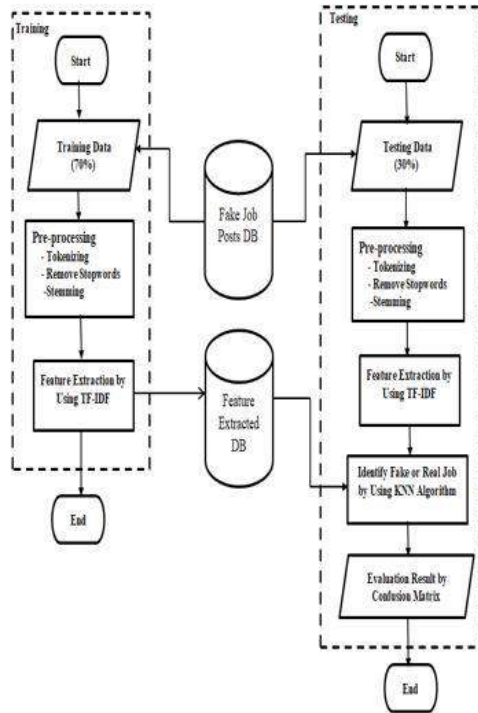 Training
Start
Training Data
(70%)
Pre-processing
- Tokenizing
- Remove Stopwords
-Stemming
Feature Extraction by
Using TF-IDF
End
Fake Job
Posts DB
Feature
Extracted
DB
Testing
Start
Testing Data
(30%)
Pre-processing
- Tokenizing
- Remove Stopwords
-Stemming
Feature Extraction by
Using TF-IDF
Identify Fake or Real Job
by Using KNN Algorithm
Evaluation Result by
Confusion Matrix
End